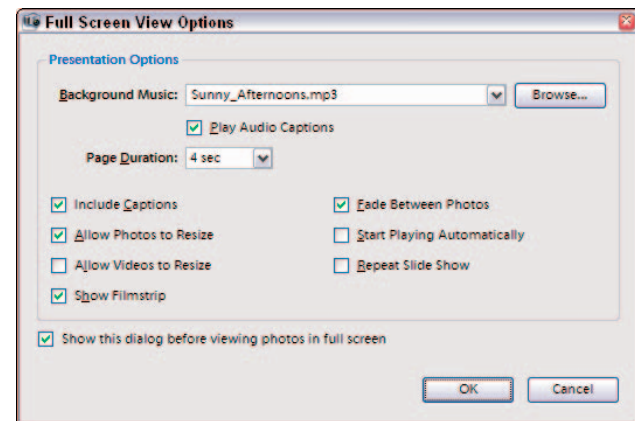 Full Screen View Options
Presentation Options
Background Music: Sunny_Afternoons.mp3 Browse...
Play Audio Captions
Page Duration: 4 sec
Include Captions Fade Between Photos
Allow Photos to Resize Start Playing Automatically
Allow Videos to Resize Repeat Slide Show
Show Filmstrip
Show this dialog before viewing photos in full screen
OK Cancel